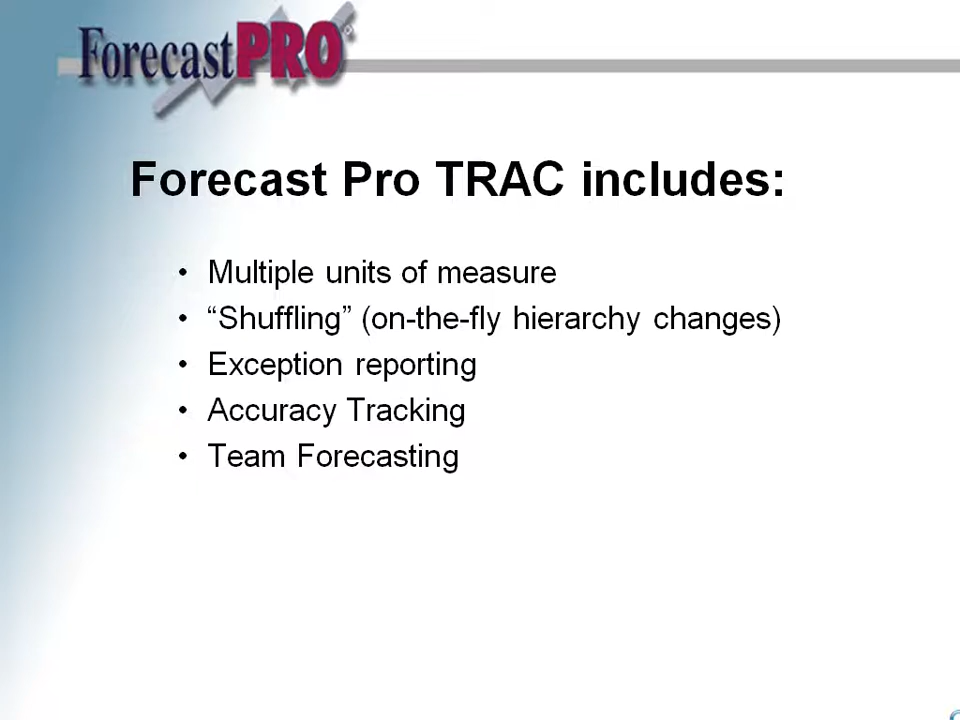 ForecastPRO®
Forecast Pro TRAC includes:
• Multiple units of measure
• “Shuffling” (on-the-fly hierarchy changes)
• Exception reporting
• Accuracy Tracking
• Team Forecasting